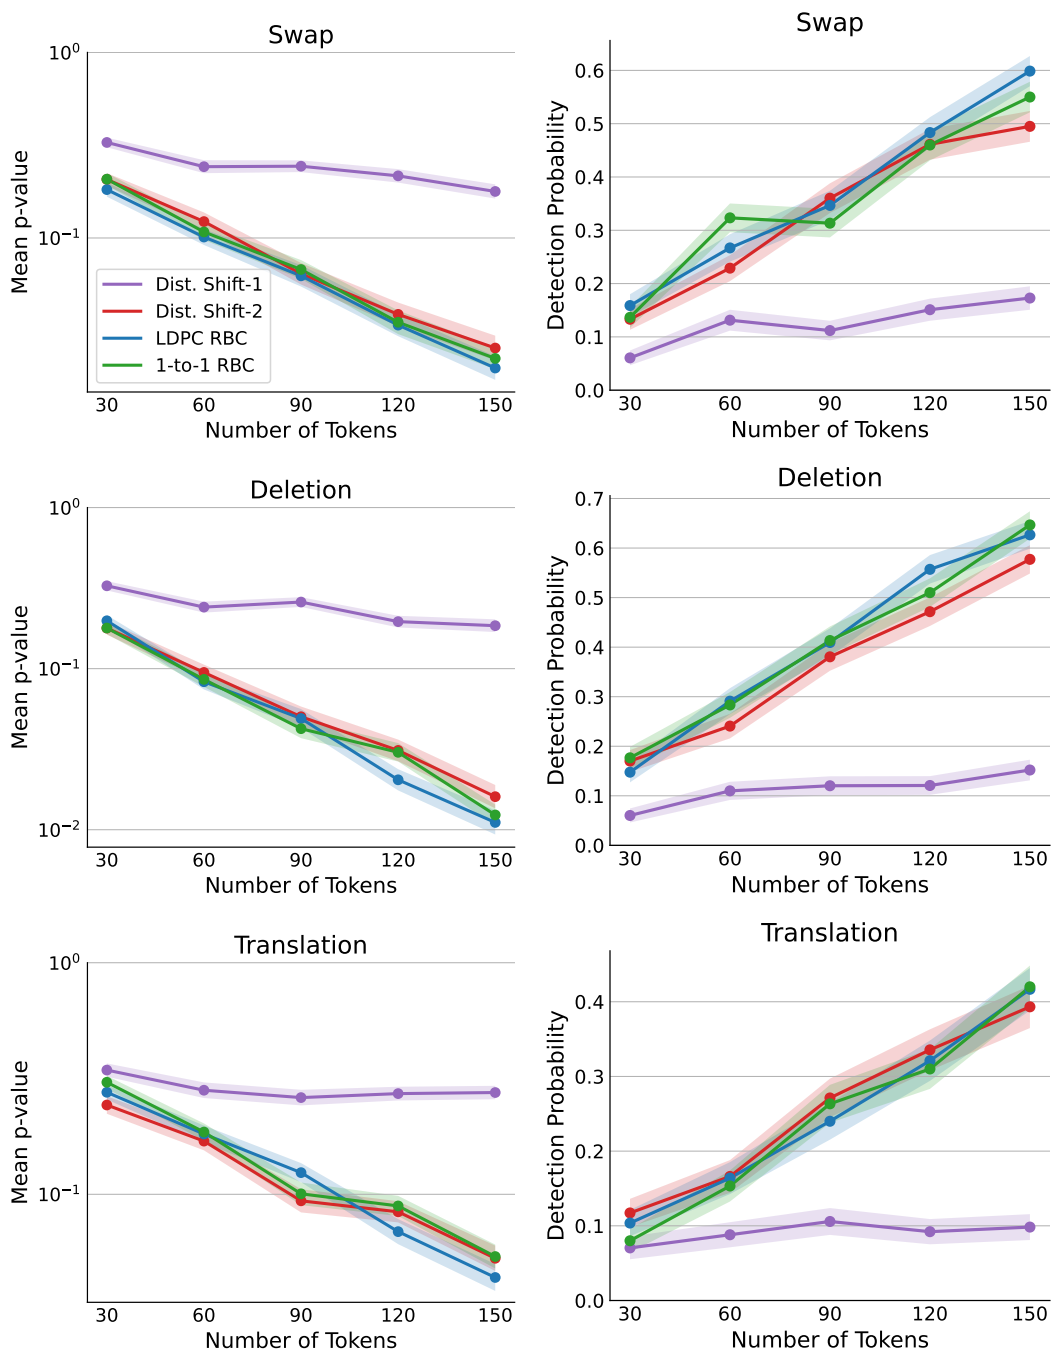 Swap
10^0
10^-1
Mean p-value
Dist. Shift-1
Dist. Shift-2
LDPC RBC
1-to-1 RBC
30 60 90 120 150
Number of Tokens
Swap
0.6
0.5
0.4
0.3
0.2
0.1
0.0
Detection Probability
30 60 90 120 150
Number of Tokens
Deletion
10^0
10^-1
10^-2
Mean p-value
30 60 90 120 150
Number of Tokens
Deletion
0.7
0.6
0.5
0.4
0.3
0.2
0.1
0.0
Detection Probability
30 60 90 120 150
Number of Tokens
Translation
10^0
10^-1
Mean p-value
30 60 90 120 150
Number of Tokens
Translation
0.4
0.3
0.2
0.1
0.0
Detection Probability
30 60 90 120 150
Number of Tokens